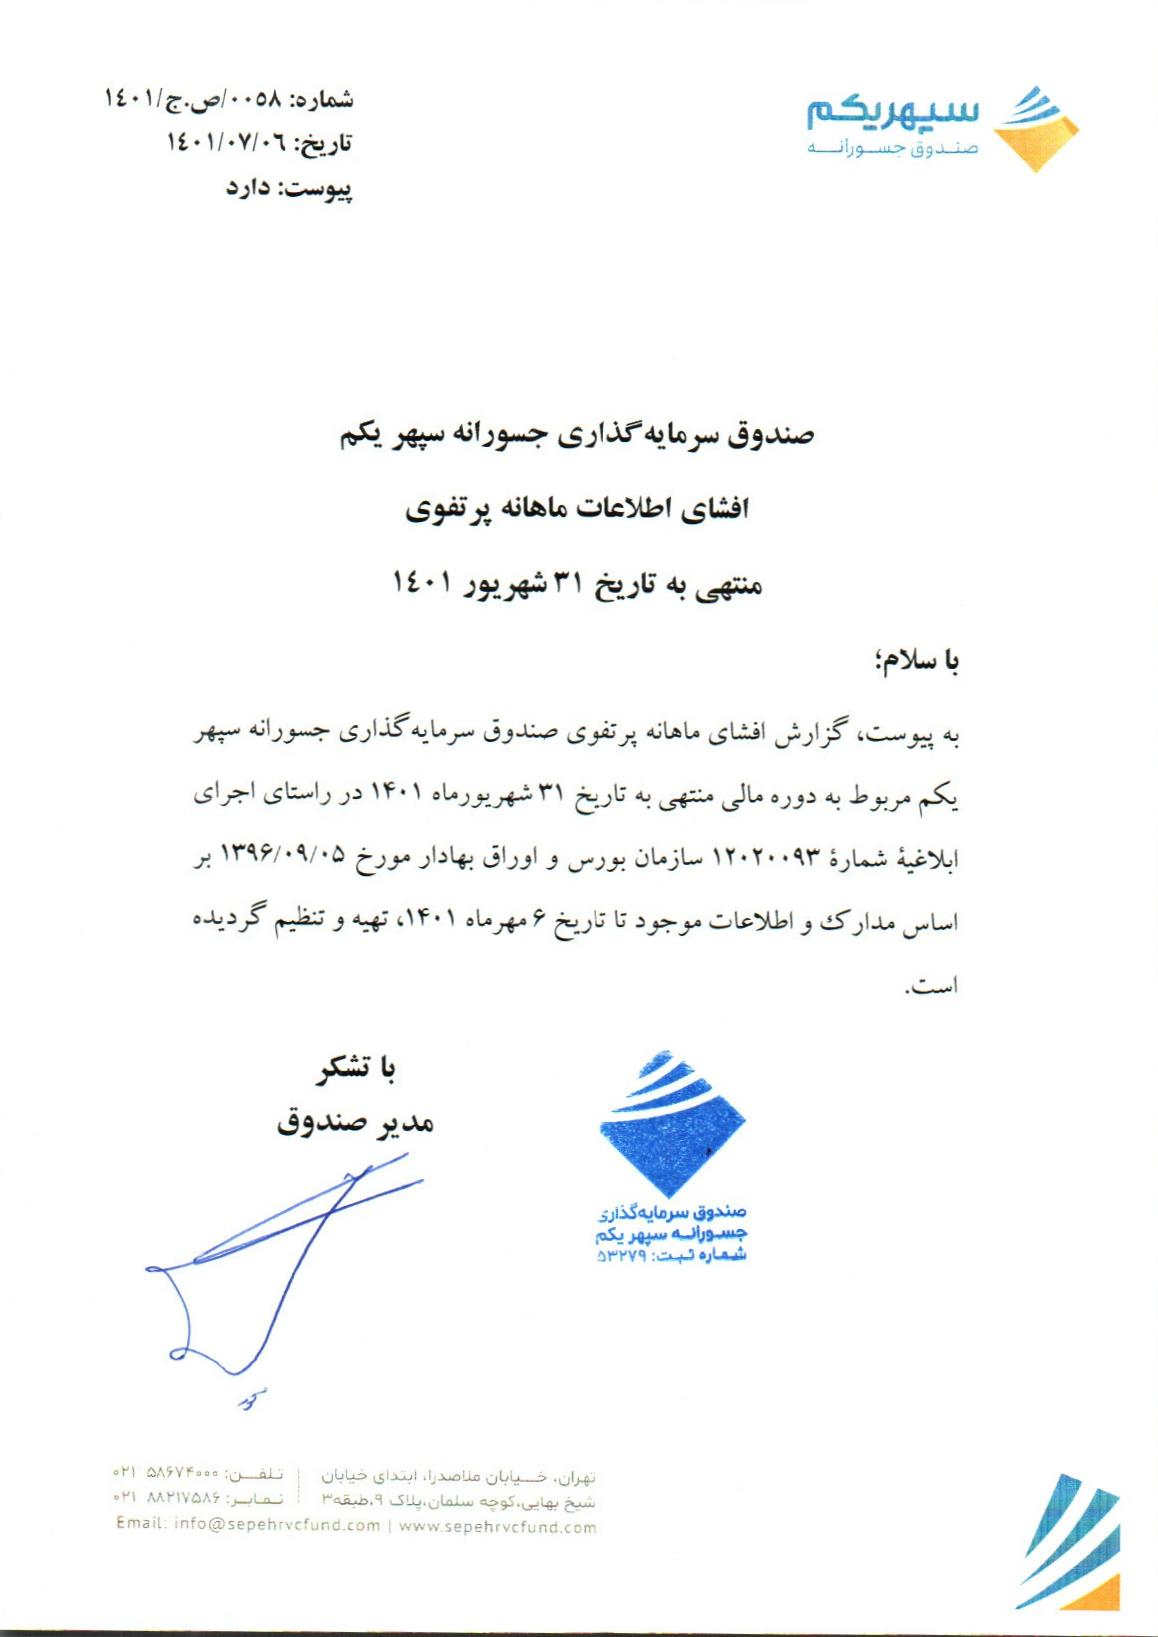 سپهریکم
صندوق جسورانه
شماره: ۰۰۵۸/ص.ج/۱۴۰۱
تاریخ: ۱۴۰۱/۰۷/۰۶
پیوست: دارد
صندوق سرمایه‌گذاری جسورانه سپهر یکم
افشای اطلاعات ماهانه پرتفوی
منتهی به تاریخ ۳۱ شهریور ۱۴۰۱
با سلام؛
به پیوست، گزارش افشای ماهانه پرتفوی صندوق سرمایه‌گذاری جسورانه سپهر
یکم مربوط به دوره مالی منتهی به تاریخ ۳۱ شهریورماه ۱۴۰۱ در راستای اجرای
ابلاغیهٔ شمارهٔ ۱۲۰۲۰۰۹۳ سازمان بورس و اوراق بهادار مورخ ۱۳۹۶/۰۹/۰۵ بر
اساس مدارک و اطلاعات موجود تا تاریخ ۶ مهرماه ۱۴۰۱، تهیه و تنظیم گردیده
است.
با تشکر
مدیر صندوق
صندوق سرمایه‌گذاری
جسورانه سپهر یکم
شماره ثبت: ۵۳۲۷۹
تهران، خیابان ملاصدرا، ابتدای خیابان | تلفن: ۵۸۶۷۴۰۰۰ ۰۲۱
شیخ بهایی،کوچه سلمان،پلاک ۹،طبقه۳ | نمابر: ۸۸۲۱۷۵۸۶ ۰۲۱
Email: info@sepehrvcfund.com | www.sepehrvcfund.com